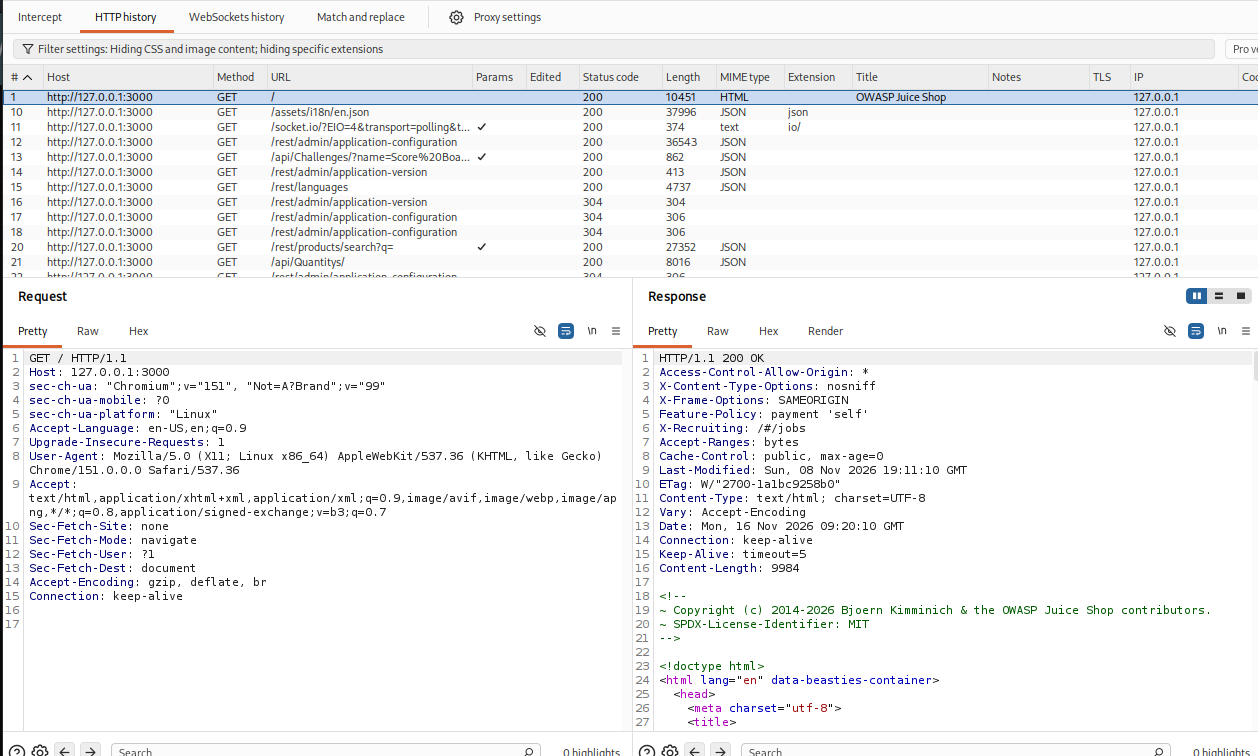 Intercept HTTP history WebSockets history Match and replace Proxy settings
Filter settings: Hiding CSS and image content; hiding specific extensions Pro ve
# Host Method URL Params Edited Status code Length MIME type Extension Title Notes TLS IP Coo
1 http://127.0.0.1:3000 GET / 200 10451 HTML OWASP Juice Shop 127.0.0.1
10 http://127.0.0.1:3000 GET /assets/i18n/en.json 200 37996 JSON json 127.0.0.1
11 http://127.0.0.1:3000 GET /socket.io/?EIO=4&transport=polling&t... ✓ 200 374 text io/ 127.0.0.1
12 http://127.0.0.1:3000 GET /rest/admin/application-configuration 200 36543 JSON 127.0.0.1
13 http://127.0.0.1:3000 GET /api/Challenges/?name=Score%20Boa... ✓ 200 862 JSON 127.0.0.1
14 http://127.0.0.1:3000 GET /rest/admin/application-version 200 413 JSON 127.0.0.1
15 http://127.0.0.1:3000 GET /rest/languages 200 4737 JSON 127.0.0.1
16 http://127.0.0.1:3000 GET /rest/admin/application-version 304 304 127.0.0.1
17 http://127.0.0.1:3000 GET /rest/admin/application-configuration 304 306 127.0.0.1
18 http://127.0.0.1:3000 GET /rest/admin/application-configuration 304 306 127.0.0.1
20 http://127.0.0.1:3000 GET /rest/products/search?q= ✓ 200 27352 JSON 127.0.0.1
21 http://127.0.0.1:3000 GET /api/Quantitys/ 200 8016 JSON 127.0.0.1
22 http://127.0.0.1:3000 GET /rest/admin/application-configuration 304 306 127.0.0.1
Request
Pretty Raw Hex \n
1 GET / HTTP/1.1
2 Host: 127.0.0.1:3000
3 sec-ch-ua: "Chromium";v="151", "Not=A?Brand";v="99"
4 sec-ch-ua-mobile: ?0
5 sec-ch-ua-platform: "Linux"
6 Accept-Language: en-US,en;q=0.9
7 Upgrade-Insecure-Requests: 1
8 User-Agent: Mozilla/5.0 (X11; Linux x86_64) AppleWebKit/537.36 (KHTML, like Gecko)
Chrome/151.0.0.0 Safari/537.36
9 Accept:
text/html,application/xhtml+xml,application/xml;q=0.9,image/avif,image/webp,image/ap
ng,*/*;q=0.8,application/signed-exchange;v=b3;q=0.7
10 Sec-Fetch-Site: none
11 Sec-Fetch-Mode: navigate
12 Sec-Fetch-User: ?1
13 Sec-Fetch-Dest: document
14 Accept-Encoding: gzip, deflate, br
15 Connection: keep-alive
16
17
Search 0 highlights
Response
Pretty Raw Hex Render \n
1 HTTP/1.1 200 OK
2 Access-Control-Allow-Origin: *
3 X-Content-Type-Options: nosniff
4 X-Frame-Options: SAMEORIGIN
5 Feature-Policy: payment 'self'
6 X-Recruiting: /#/jobs
7 Accept-Ranges: bytes
8 Cache-Control: public, max-age=0
9 Last-Modified: Sun, 08 Nov 2026 19:11:10 GMT
10 ETag: W/"2700-1a1bc9258b0"
11 Content-Type: text/html; charset=UTF-8
12 Vary: Accept-Encoding
13 Date: Mon, 16 Nov 2026 09:20:10 GMT
14 Connection: keep-alive
15 Keep-Alive: timeout=5
16 Content-Length: 9984
17
18 <!--
19 ~ Copyright (c) 2014-2026 Bjoern Kimminich & the OWASP Juice Shop contributors.
20 ~ SPDX-License-Identifier: MIT
21 -->
22
23 <!doctype html>
24 <html lang="en" data-beasties-container>
25 <head>
26 <meta charset="utf-8">
27 <title>
Search 0 highlights